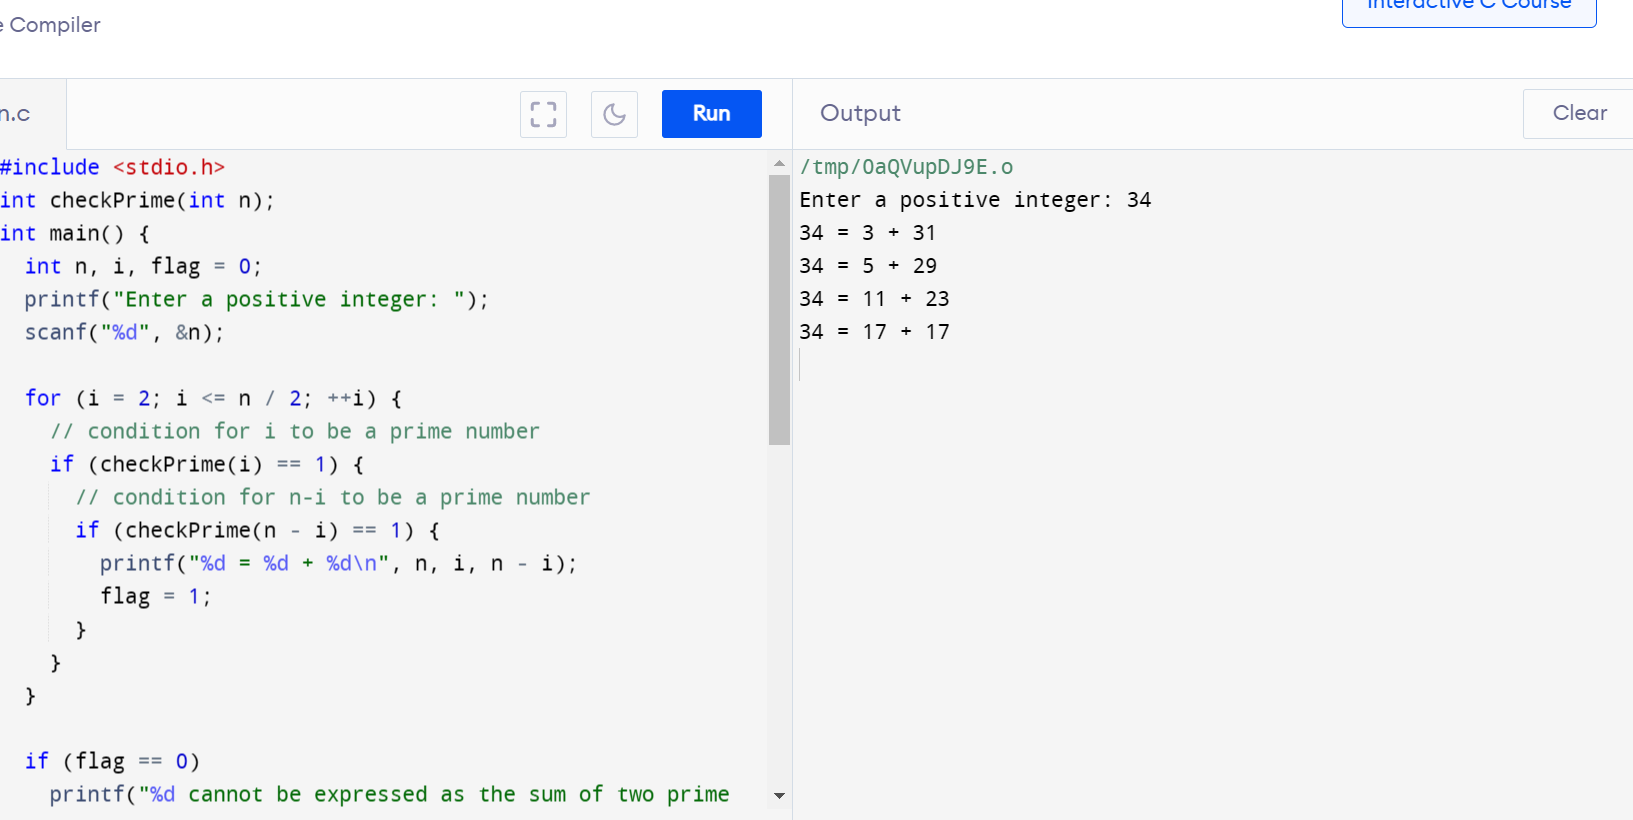 e Compiler
Interactive C Course
n.c
Run
#include <stdio.h>
int checkPrime(int n);
int main() {
  int n, i, flag = 0;
  printf("Enter a positive integer: ");
  scanf("%d", &n);
  for (i = 2; i <= n / 2; ++i) {
    // condition for i to be a prime number
    if (checkPrime(i) == 1) {
      // condition for n-i to be a prime number
      if (checkPrime(n - i) == 1) {
        printf("%d = %d + %d\n", n, i, n - i);
        flag = 1;
      }
    }
  }
  if (flag == 0)
    printf("%d cannot be expressed as the sum of two prime
Output
Clear
/tmp/0aQVupDJ9E.o
Enter a positive integer: 34
34 = 3 + 31
34 = 5 + 29
34 = 11 + 23
34 = 17 + 17